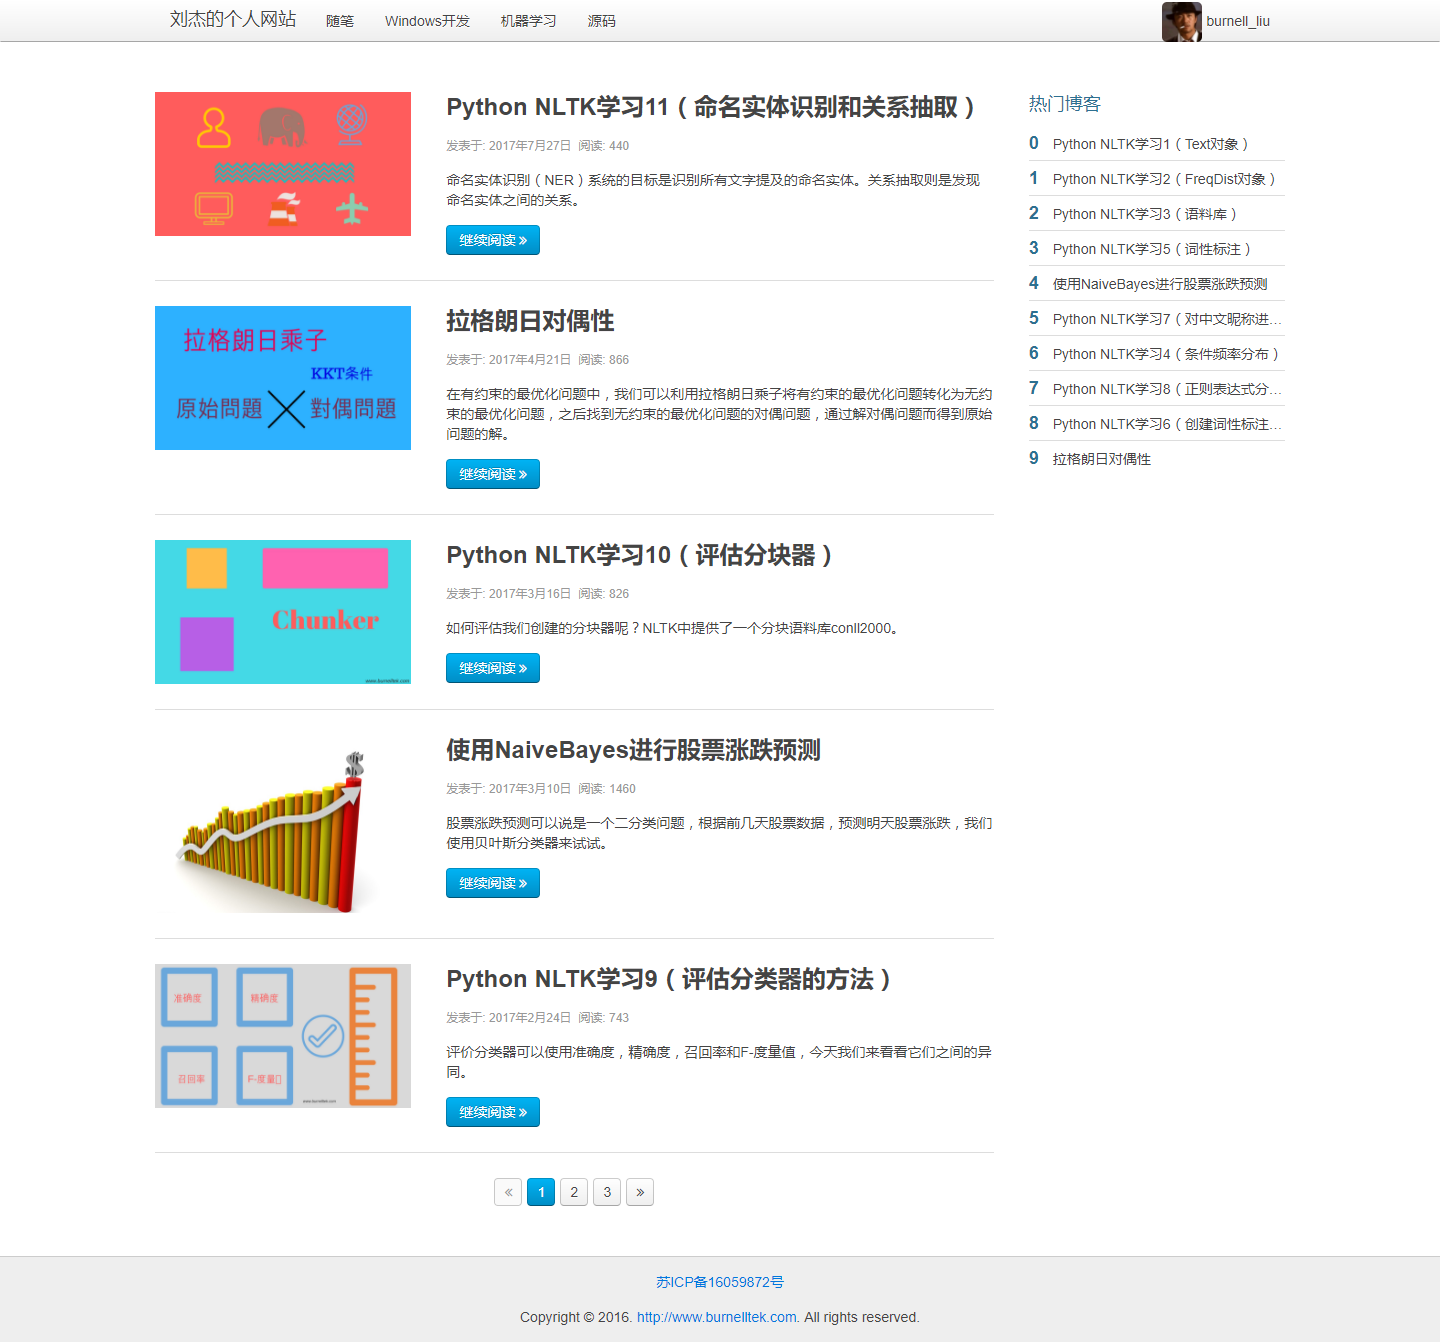 刘杰的个人网站 随笔 Windows开发 机器学习 源码 burnell_liu
Python NLTK学习11（命名实体识别和关系抽取）
发表于: 2017年7月27日 阅读: 440
命名实体识别（NER）系统的目标是识别所有文字提及的命名实体。关系抽取则是发现
命名实体之间的关系。
继续阅读 »
拉格朗日乘子
KKT条件
原始問題 對偶問題
拉格朗日对偶性
发表于: 2017年4月21日 阅读: 866
在有约束的最优化问题中，我们可以利用拉格朗日乘子将有约束的最优化问题转化为无约
束的最优化问题，之后找到无约束的最优化问题的对偶问题，通过解对偶问题而得到原始
问题的解。
继续阅读 »
Chunker
www.burnelltek.com
Python NLTK学习10（评估分块器）
发表于: 2017年3月16日 阅读: 826
如何评估我们创建的分块器呢？NLTK中提供了一个分块语料库conll2000。
继续阅读 »
$
使用NaiveBayes进行股票涨跌预测
发表于: 2017年3月10日 阅读: 1460
股票涨跌预测可以说是一个二分类问题，根据前几天股票数据，预测明天股票涨跌，我们
使用贝叶斯分类器来试试。
继续阅读 »
准确度 精确度
召回率 F-度量▯
www.burnelltek.com
Python NLTK学习9（评估分类器的方法）
发表于: 2017年2月24日 阅读: 743
评价分类器可以使用准确度，精确度，召回率和F-度量值，今天我们来看看它们之间的异
同。
继续阅读 »
« 1 2 3 »
热门博客
0 Python NLTK学习1（Text对象）
1 Python NLTK学习2（FreqDist对象）
2 Python NLTK学习3（语料库）
3 Python NLTK学习5（词性标注）
4 使用NaiveBayes进行股票涨跌预测
5 Python NLTK学习7（对中文昵称进...
6 Python NLTK学习4（条件频率分布）
7 Python NLTK学习8（正则表达式分...
8 Python NLTK学习6（创建词性标注...
9 拉格朗日对偶性
苏ICP备16059872号
Copyright © 2016. http://www.burnelltek.com. All rights reserved.